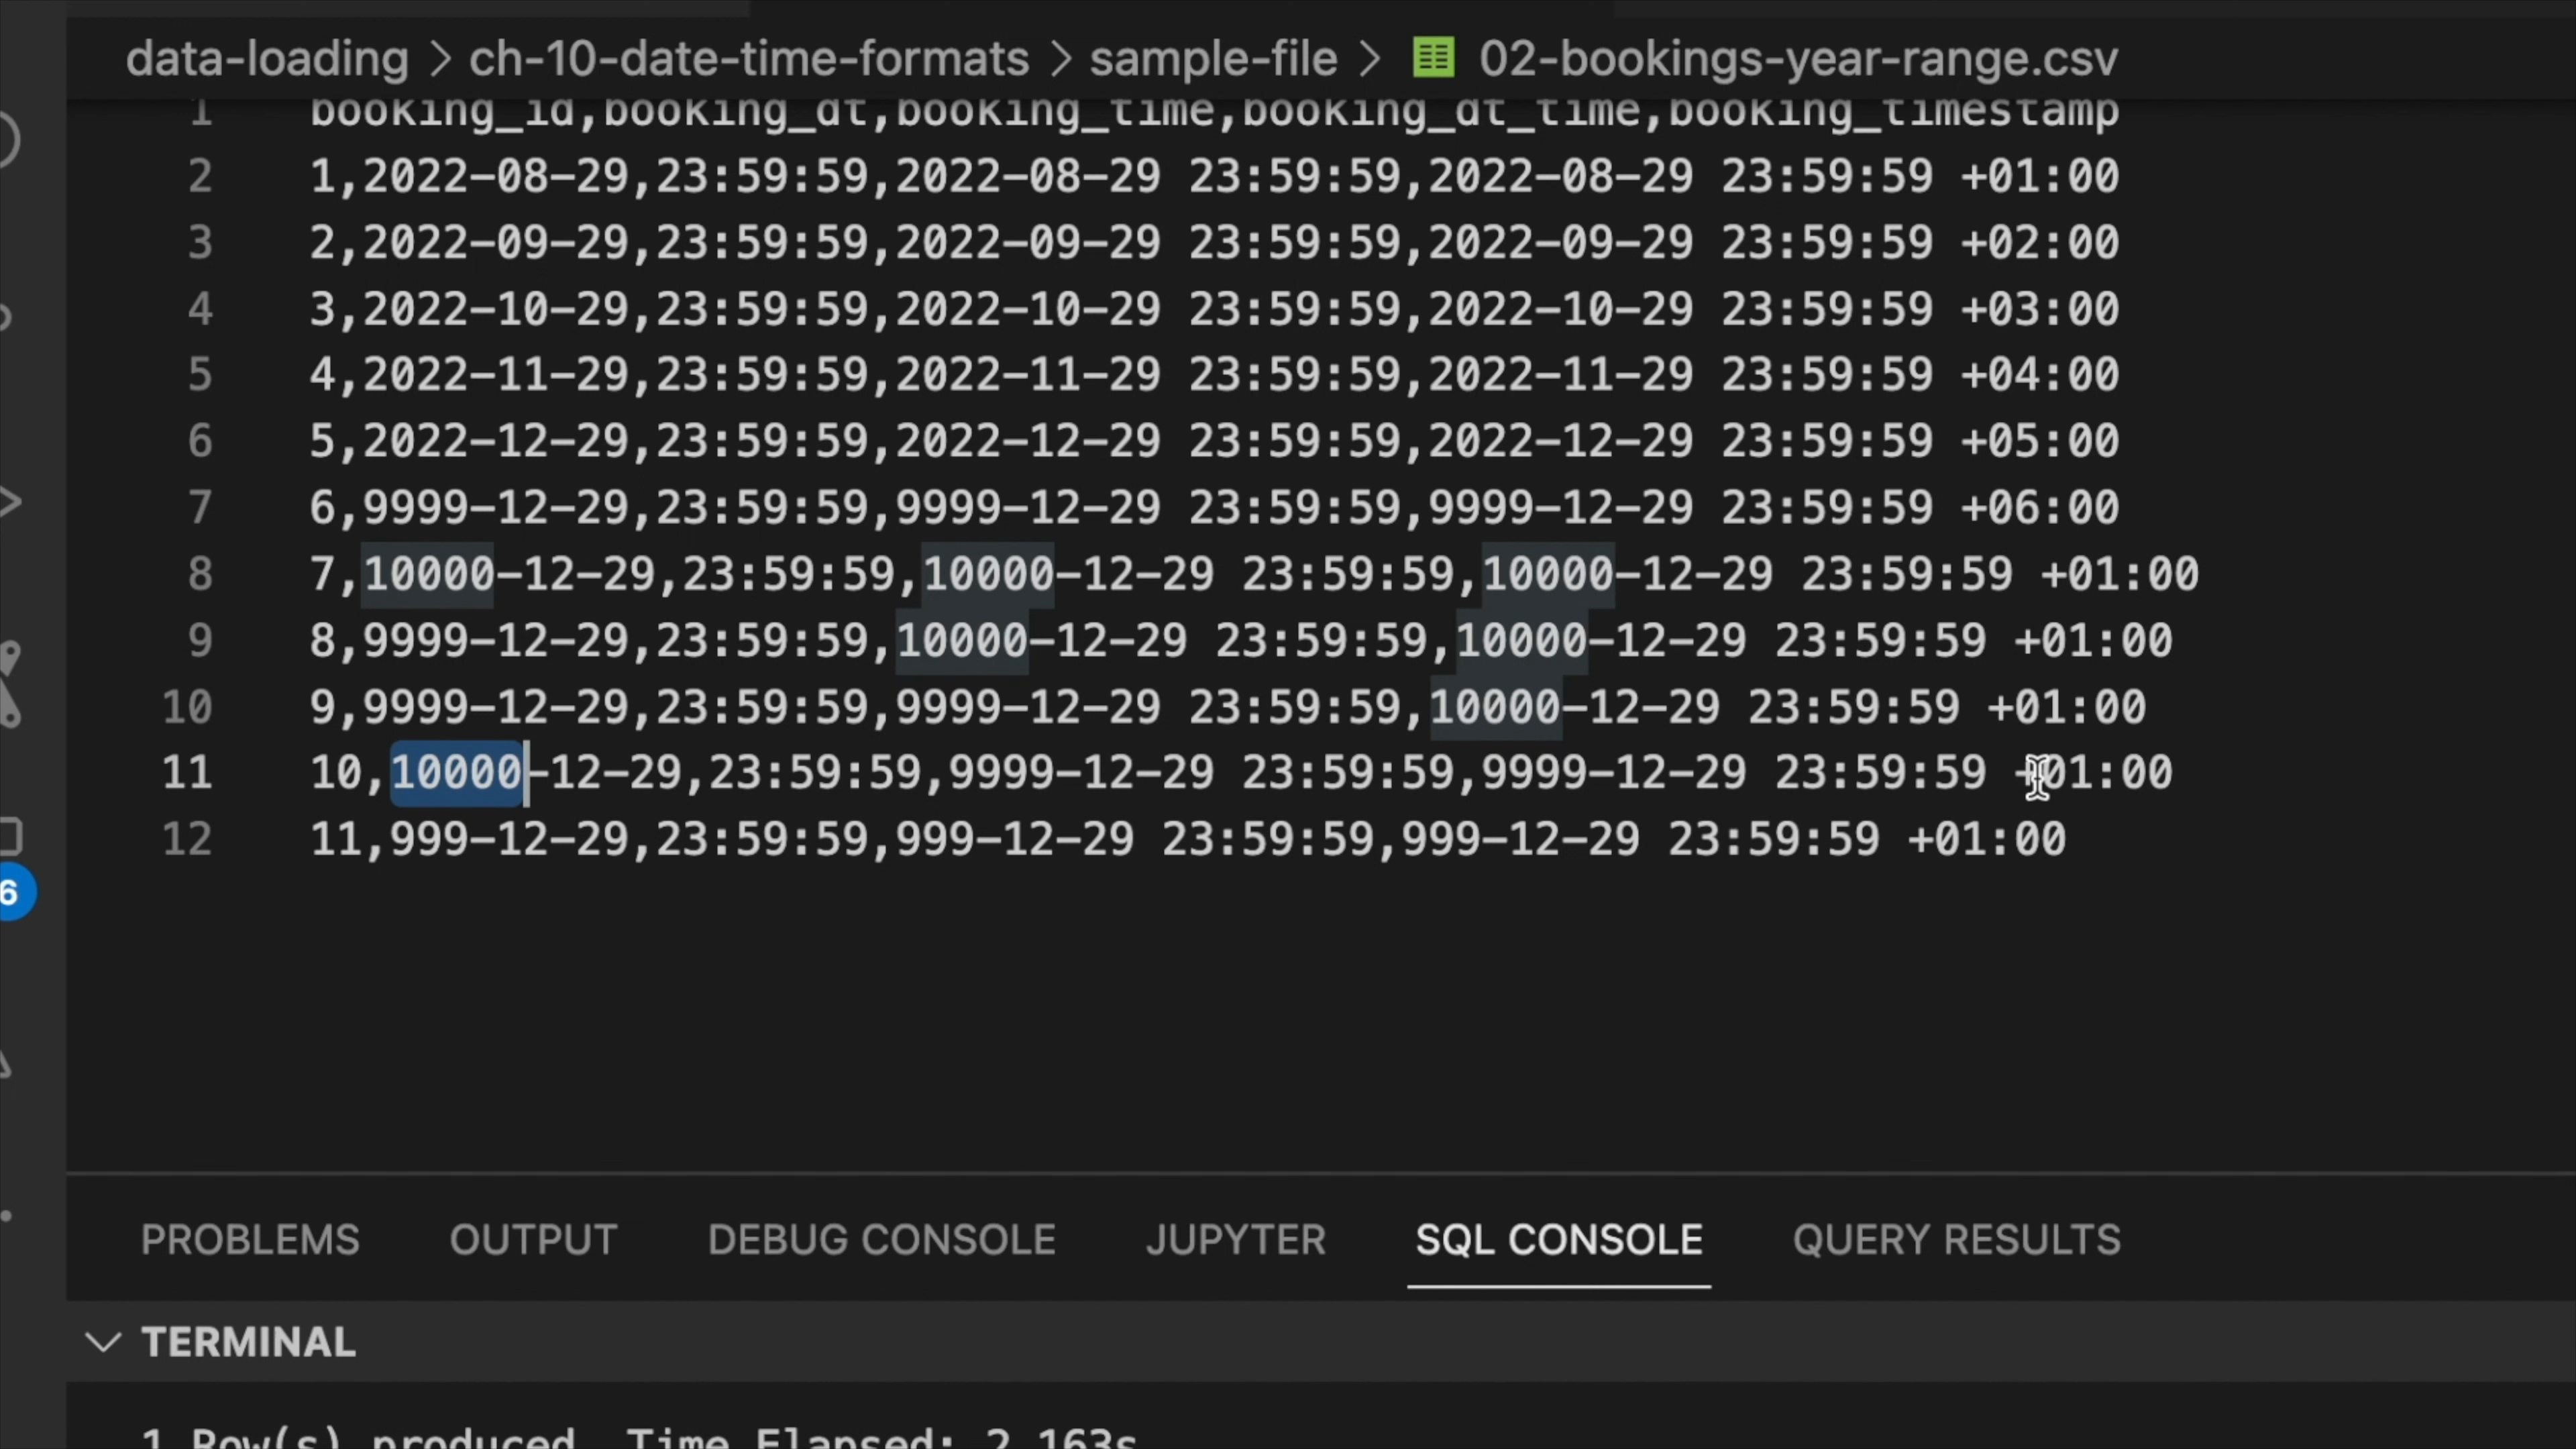 data-loading > ch-10-date-time-formats > sample-file > 02-bookings-year-range.csv
1 booking_id,booking_dt,booking_time,booking_dt_time,booking_timestamp
2 1,2022-08-29,23:59:59,2022-08-29 23:59:59,2022-08-29 23:59:59 +01:00
3 2,2022-09-29,23:59:59,2022-09-29 23:59:59,2022-09-29 23:59:59 +02:00
4 3,2022-10-29,23:59:59,2022-10-29 23:59:59,2022-10-29 23:59:59 +03:00
5 4,2022-11-29,23:59:59,2022-11-29 23:59:59,2022-11-29 23:59:59 +04:00
6 5,2022-12-29,23:59:59,2022-12-29 23:59:59,2022-12-29 23:59:59 +05:00
7 6,9999-12-29,23:59:59,9999-12-29 23:59:59,9999-12-29 23:59:59 +06:00
8 7,10000-12-29,23:59:59,10000-12-29 23:59:59,10000-12-29 23:59:59 +01:00
9 8,9999-12-29,23:59:59,10000-12-29 23:59:59,10000-12-29 23:59:59 +01:00
10 9,9999-12-29,23:59:59,9999-12-29 23:59:59,10000-12-29 23:59:59 +01:00
11 10,10000-12-29,23:59:59,9999-12-29 23:59:59,9999-12-29 23:59:59 +01:00
12 11,999-12-29,23:59:59,999-12-29 23:59:59,999-12-29 23:59:59 +01:00
6
PROBLEMS OUTPUT DEBUG CONSOLE JUPYTER SQL CONSOLE QUERY RESULTS
TERMINAL
1 Row(s) produced. Time Elapsed: 2.163s